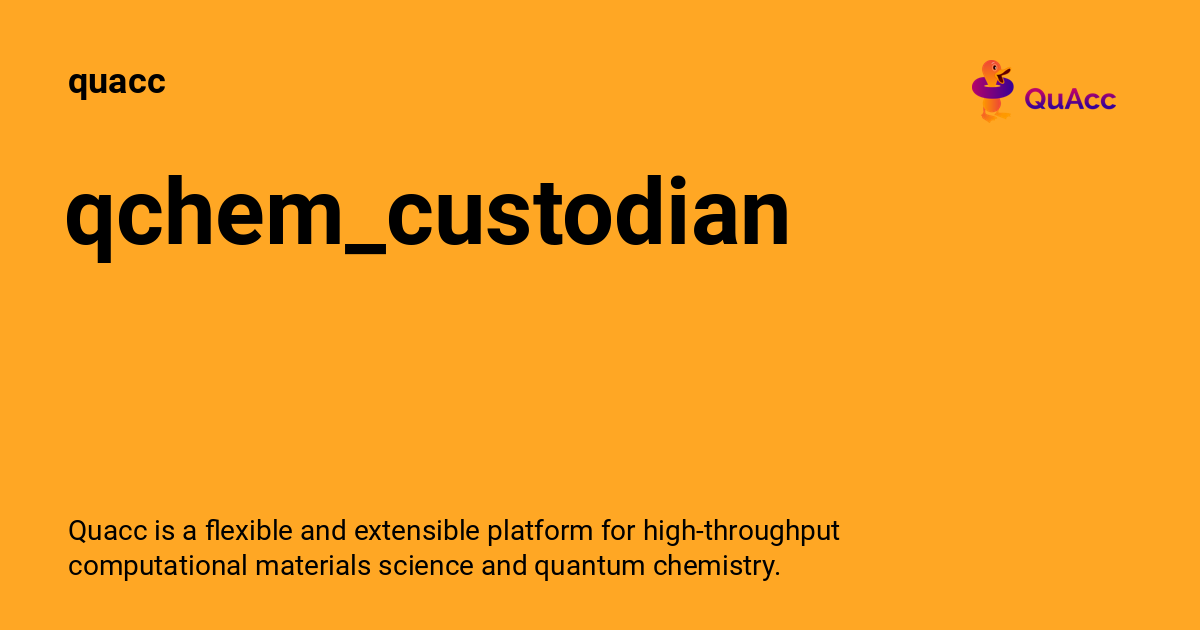 quacc
QuAcc
qchem_custodian
Quacc is a flexible and extensible platform for high-throughput
computational materials science and quantum chemistry.